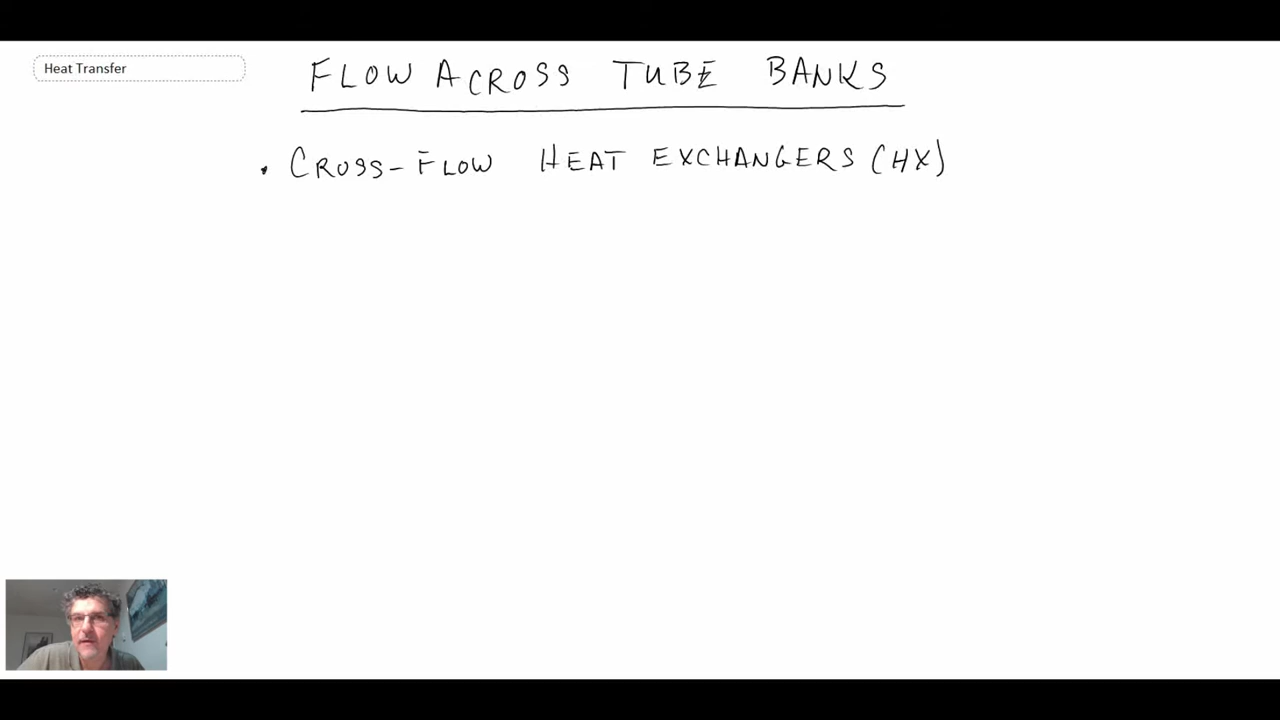 Heat Transfer
FLOW ACROSS TUBE BANKS
• CROSS-FLOW HEAT EXCHANGERS (HX)